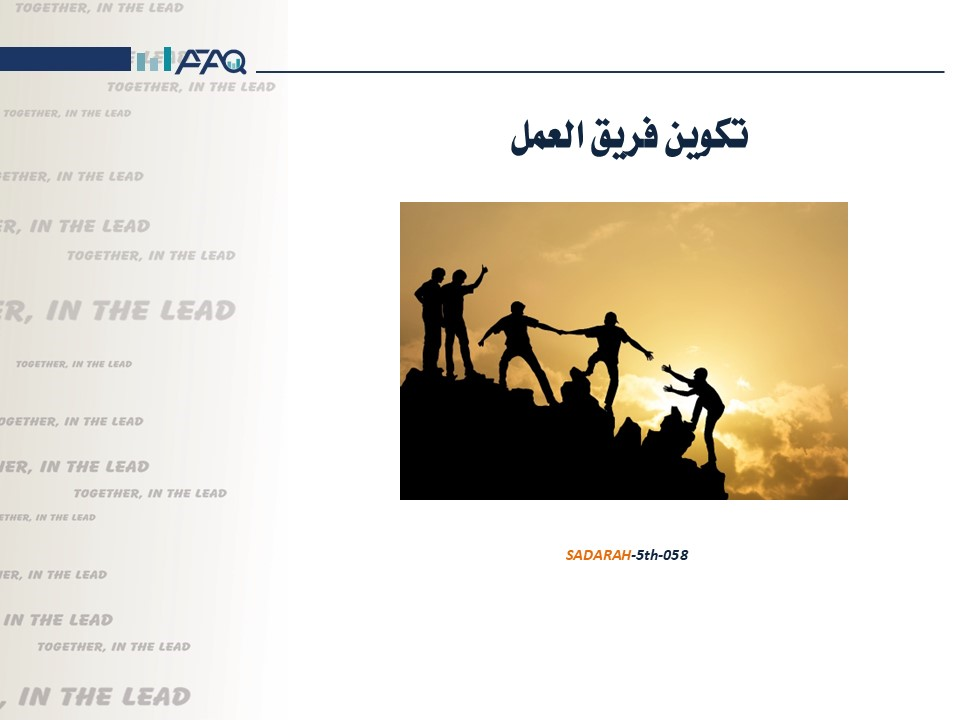 TOGETHER, IN THE LEAD
AFAQ
TOGETHER, IN THE LEAD
TOGETHER, IN THE LEAD
GETHER, IN THE LEAD
ER, IN THE LEAD
TOGETHER, IN THE LEAD
ER, IN THE LEAD
TOGETHER, IN THE LEAD
OGETHER, IN THE LEAD
HER, IN THE LEAD
TOGETHER, IN THE LEAD
ETHER, IN THE LEAD
HER, IN THE LEAD
IN THE LEAD
TOGETHER, IN THE LEAD
, IN THE LEAD
تكوين فريق العمل
SADARAH-5th-058